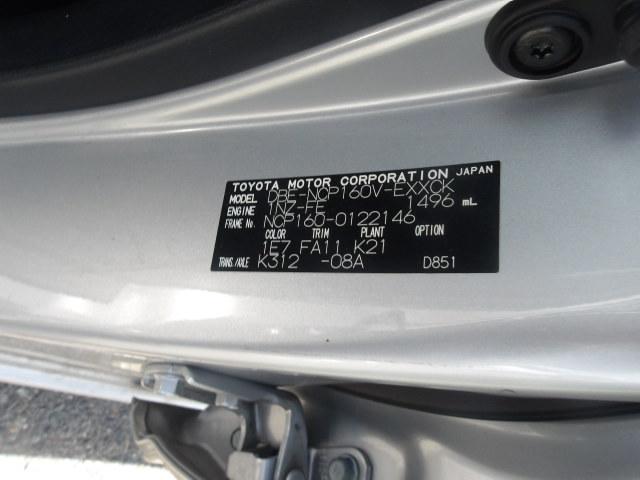 TOYOTA MOTOR CORPORATION JAPAN
MODEL DBE-NCP160V-EXXCK
ENGINE 1NZ-FE 1496 mL
FRAME No. NCP160-0122146
COLOR TRIM PLANT OPTION
1E7 FA11 K21
TRANS./AXLE K312 -08A D851